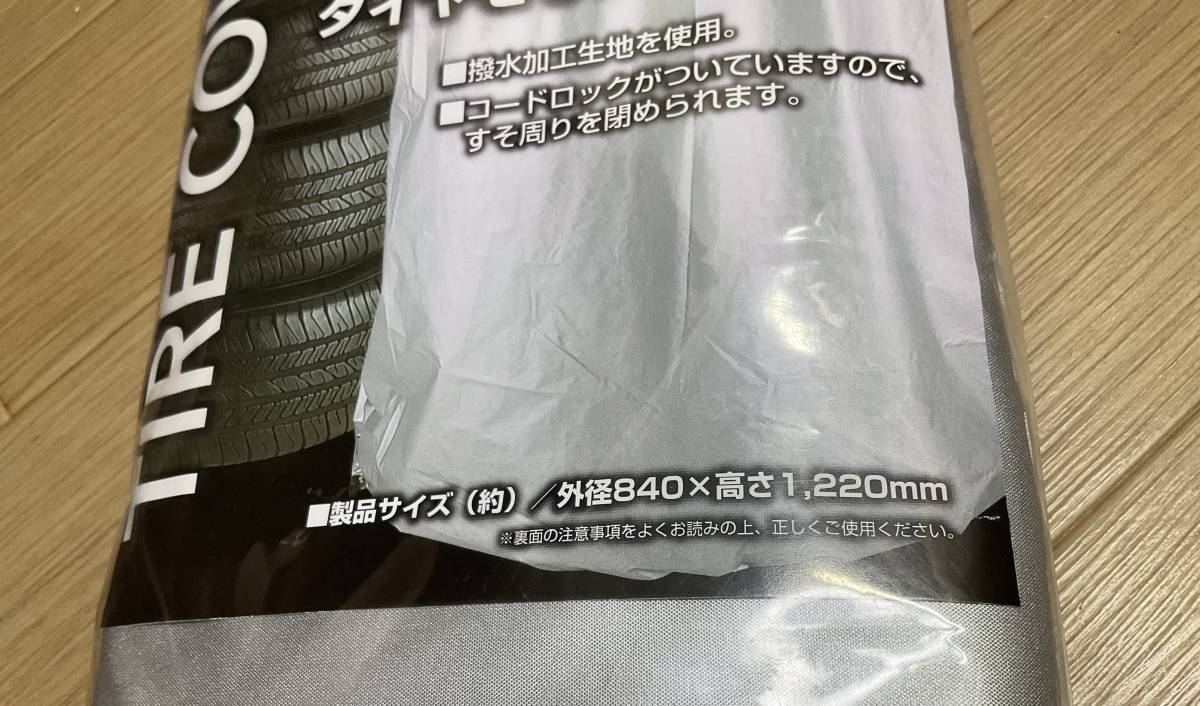 TIRE CO
■撥水加工生地を使用。
■コードロックがついていますので、
すそ周りを閉められます。
■製品サイズ（約）／外径840×高さ1,220mm
※裏面の注意事項をよくお読みの上、正しくご使用ください。